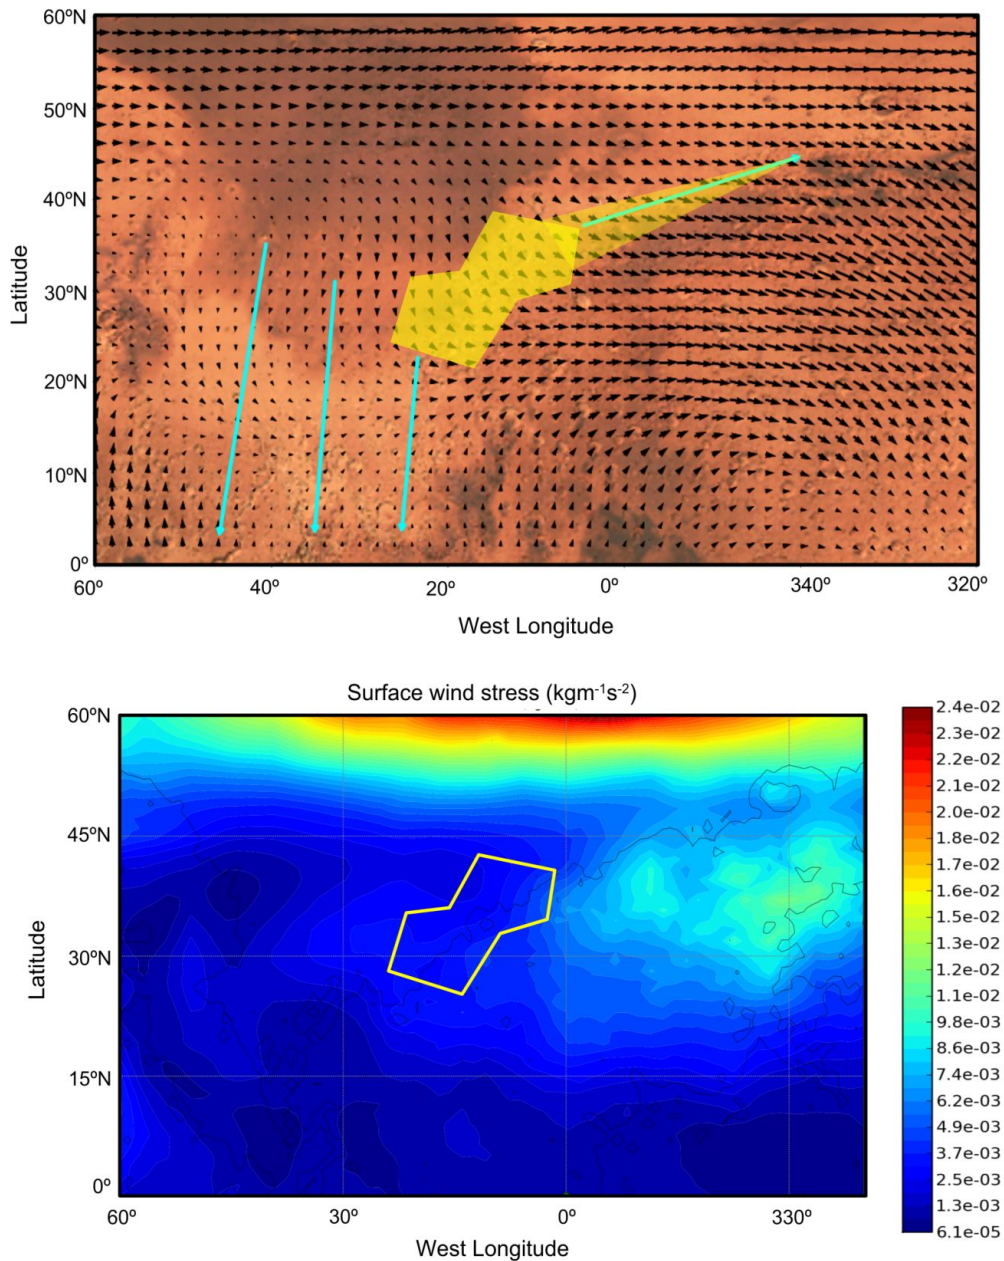 60ºN
50ºN
40ºN
30ºN
20ºN
10ºN
0º
Latitude
60º 40º 20º 0º 340º 320º
West Longitude
Surface wind stress (kgm⁻¹s⁻²)
60ºN
45ºN
30ºN
15ºN
0º
Latitude
60º 30º 0º 330º
West Longitude
2.4e-02
2.3e-02
2.1e-02
2.0e-02
1.8e-02
1.7e-02
1.6e-02
1.5e-02
1.3e-02
1.2e-02
1.1e-02
9.8e-03
8.6e-03
7.4e-03
6.2e-03
4.9e-03
3.7e-03
2.5e-03
1.3e-03
6.1e-05